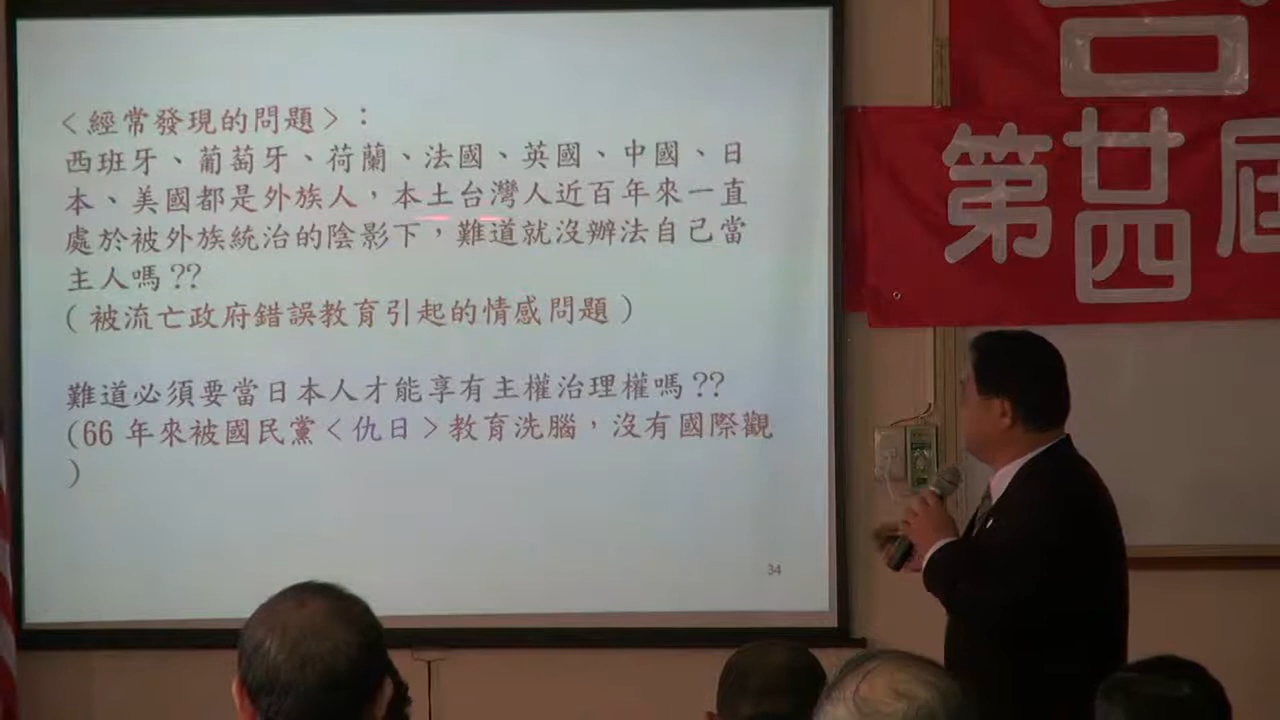 <經常發現的問題>：
西班牙、葡萄牙、荷蘭、法國、英國、中國、日
本、美國都是外族人，本土台灣人近百年來一直
處於被外族統治的陰影下，難道就沒辦法自己當
主人嗎??
(被流亡政府錯誤教育引起的情感問題)
難道必須要當日本人才能享有主權治理權嗎??
(66 年來被國民黨<仇日>教育洗腦，沒有國際觀
)
34
第廿四屆